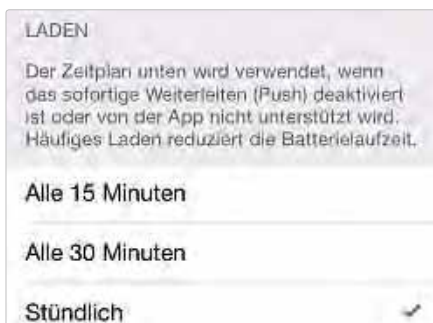 LADEN
Der Zeitplan unten wird verwendet, wenn
das sofortige Weiterleiten (Push) deaktiviert
ist oder von der App nicht unterstützt wird.
Häufiges Laden reduziert die Batterielaufzeit.
Alle 15 Minuten
Alle 30 Minuten
Stündlich